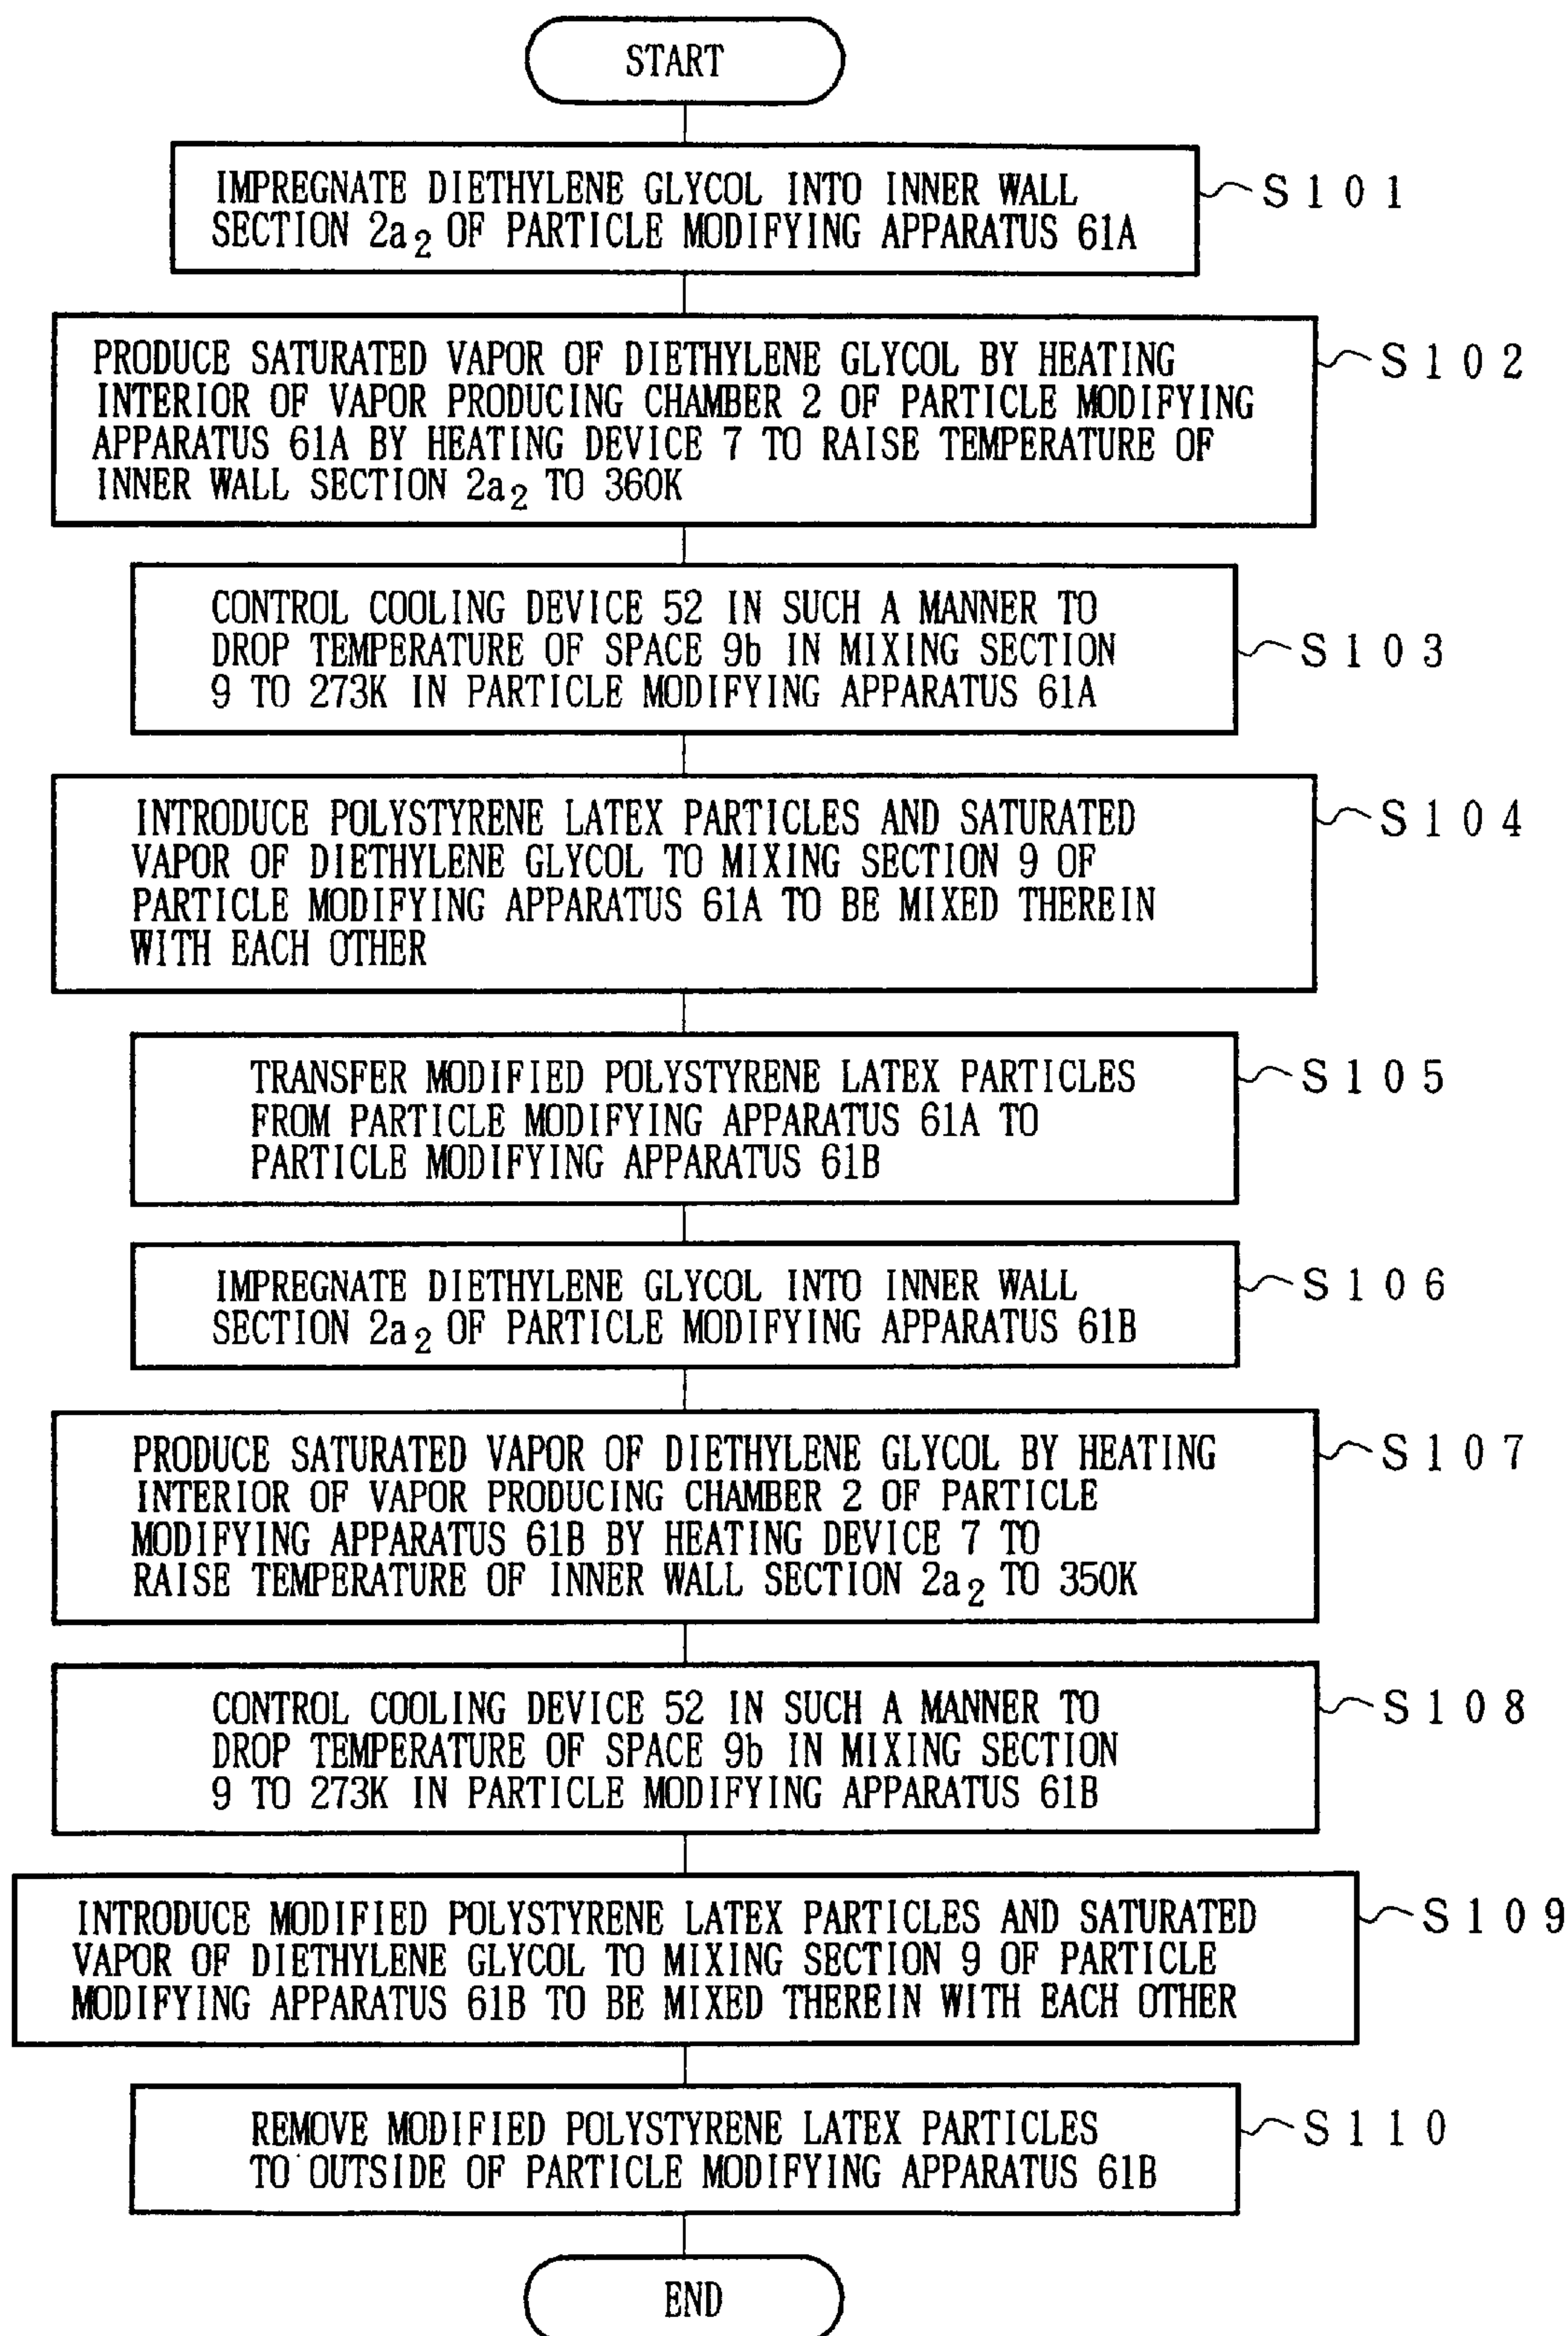 START
IMPREGNATE DIETHYLENE GLYCOL INTO INNER WALL
SECTION 2a₂ OF PARTICLE MODIFYING APPARATUS 61A
S101
PRODUCE SATURATED VAPOR OF DIETHYLENE GLYCOL BY HEATING
INTERIOR OF VAPOR PRODUCING CHAMBER 2 OF PARTICLE MODIFYING
APPARATUS 61A BY HEATING DEVICE 7 TO RAISE TEMPERATURE OF
INNER WALL SECTION 2a₂ TO 360K
S102
CONTROL COOLING DEVICE 52 IN SUCH A MANNER TO
DROP TEMPERATURE OF SPACE 9b IN MIXING SECTION
9 TO 273K IN PARTICLE MODIFYING APPARATUS 61A
S103
INTRODUCE POLYSTYRENE LATEX PARTICLES AND SATURATED
VAPOR OF DIETHYLENE GLYCOL TO MIXING SECTION 9 OF
PARTICLE MODIFYING APPARATUS 61A TO BE MIXED THEREIN
WITH EACH OTHER
S104
TRANSFER MODIFIED POLYSTYRENE LATEX PARTICLES
FROM PARTICLE MODIFYING APPARATUS 61A TO
PARTICLE MODIFYING APPARATUS 61B
S105
IMPREGNATE DIETHYLENE GLYCOL INTO INNER WALL
SECTION 2a₂ OF PARTICLE MODIFYING APPARATUS 61B
S106
PRODUCE SATURATED VAPOR OF DIETHYLENE GLYCOL BY HEATING
INTERIOR OF VAPOR PRODUCING CHAMBER 2 OF PARTICLE
MODIFYING APPARATUS 61B BY HEATING DEVICE 7 TO
RAISE TEMPERATURE OF INNER WALL SECTION 2a₂ TO 350K
S107
CONTROL COOLING DEVICE 52 IN SUCH A MANNER TO
DROP TEMPERATURE OF SPACE 9b IN MIXING SECTION
9 TO 273K IN PARTICLE MODIFYING APPARATUS 61B
S108
INTRODUCE MODIFIED POLYSTYRENE LATEX PARTICLES AND SATURATED
VAPOR OF DIETHYLENE GLYCOL TO MIXING SECTION 9 OF PARTICLE
MODIFYING APPARATUS 61B TO BE MIXED THEREIN WITH EACH OTHER
S109
REMOVE MODIFIED POLYSTYRENE LATEX PARTICLES
TO OUTSIDE OF PARTICLE MODIFYING APPARATUS 61B
S110
END